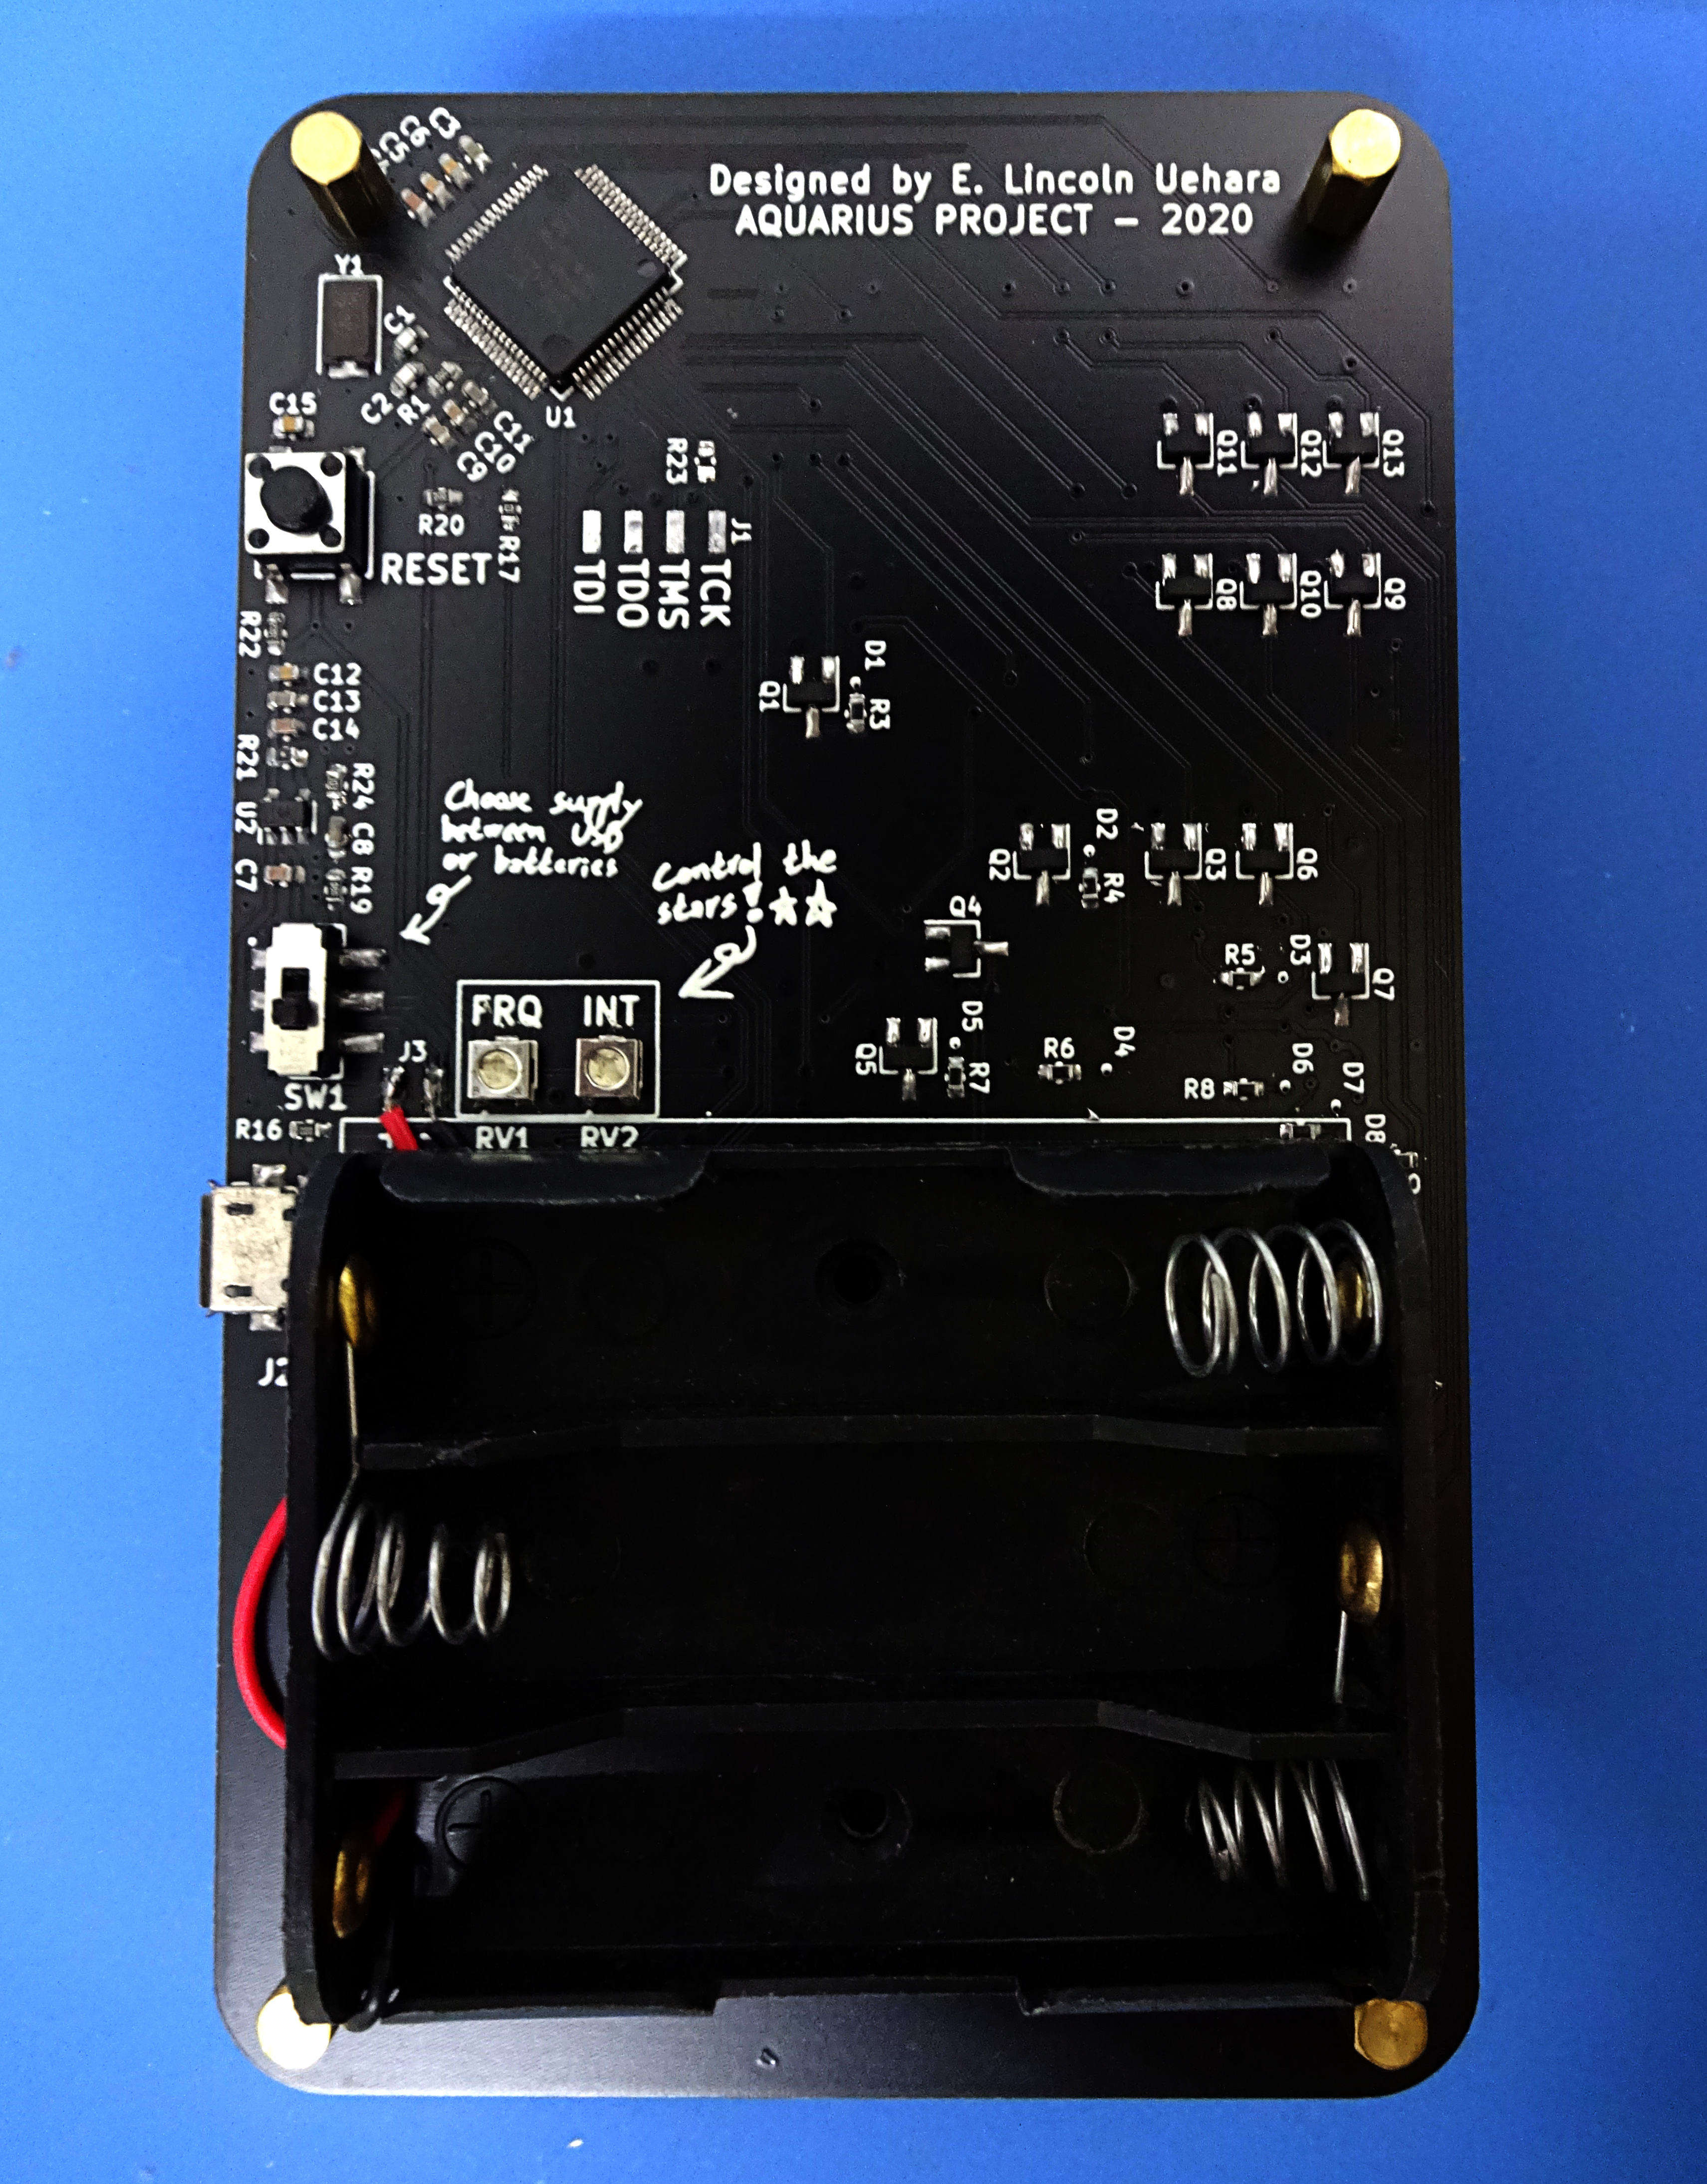 C5
C6
C3
Designed by E. Lincoln Uehara
AQUARIUS PROJECT - 2020
Y1
C1
C2
R1
U1
C15
C11
C10
C9
R23
Q11
Q12
Q13
R20
R17
RESET
J1
TDI
TDO
TMS
TCK
Q8
Q10
Q9
R22
C12
C13
C14
D1
Q1
R3
R21
R24
U2
C8
C7
R19
Choose supply
between USB
or batteries
Control the
stars!
D2
Q2
R4
Q3
Q6
Q4
R5
D3
Q7
FRQ INT
J3
D5
Q5
R7
R6
D4
R8
D6
D7
SW1
R16
RV1 RV2
D8
J2